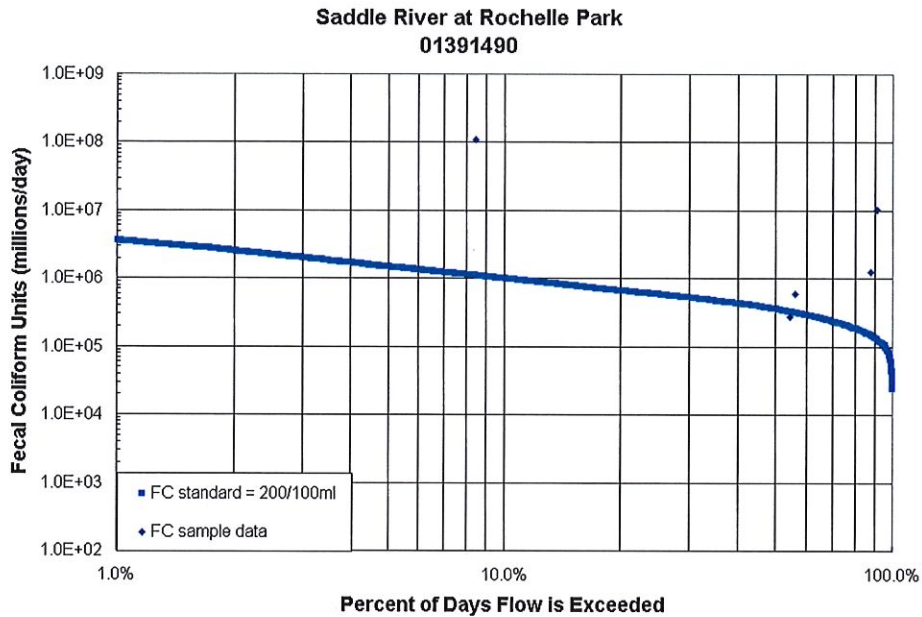 Saddle River at Rochelle Park
01391490
Fecal Coliform Units (millions/day)
1.0E+09
1.0E+08
1.0E+07
1.0E+06
1.0E+05
1.0E+04
1.0E+03
1.0E+02
FC standard = 200/100ml
FC sample data
1.0%
10.0%
100.0%
Percent of Days Flow is Exceeded